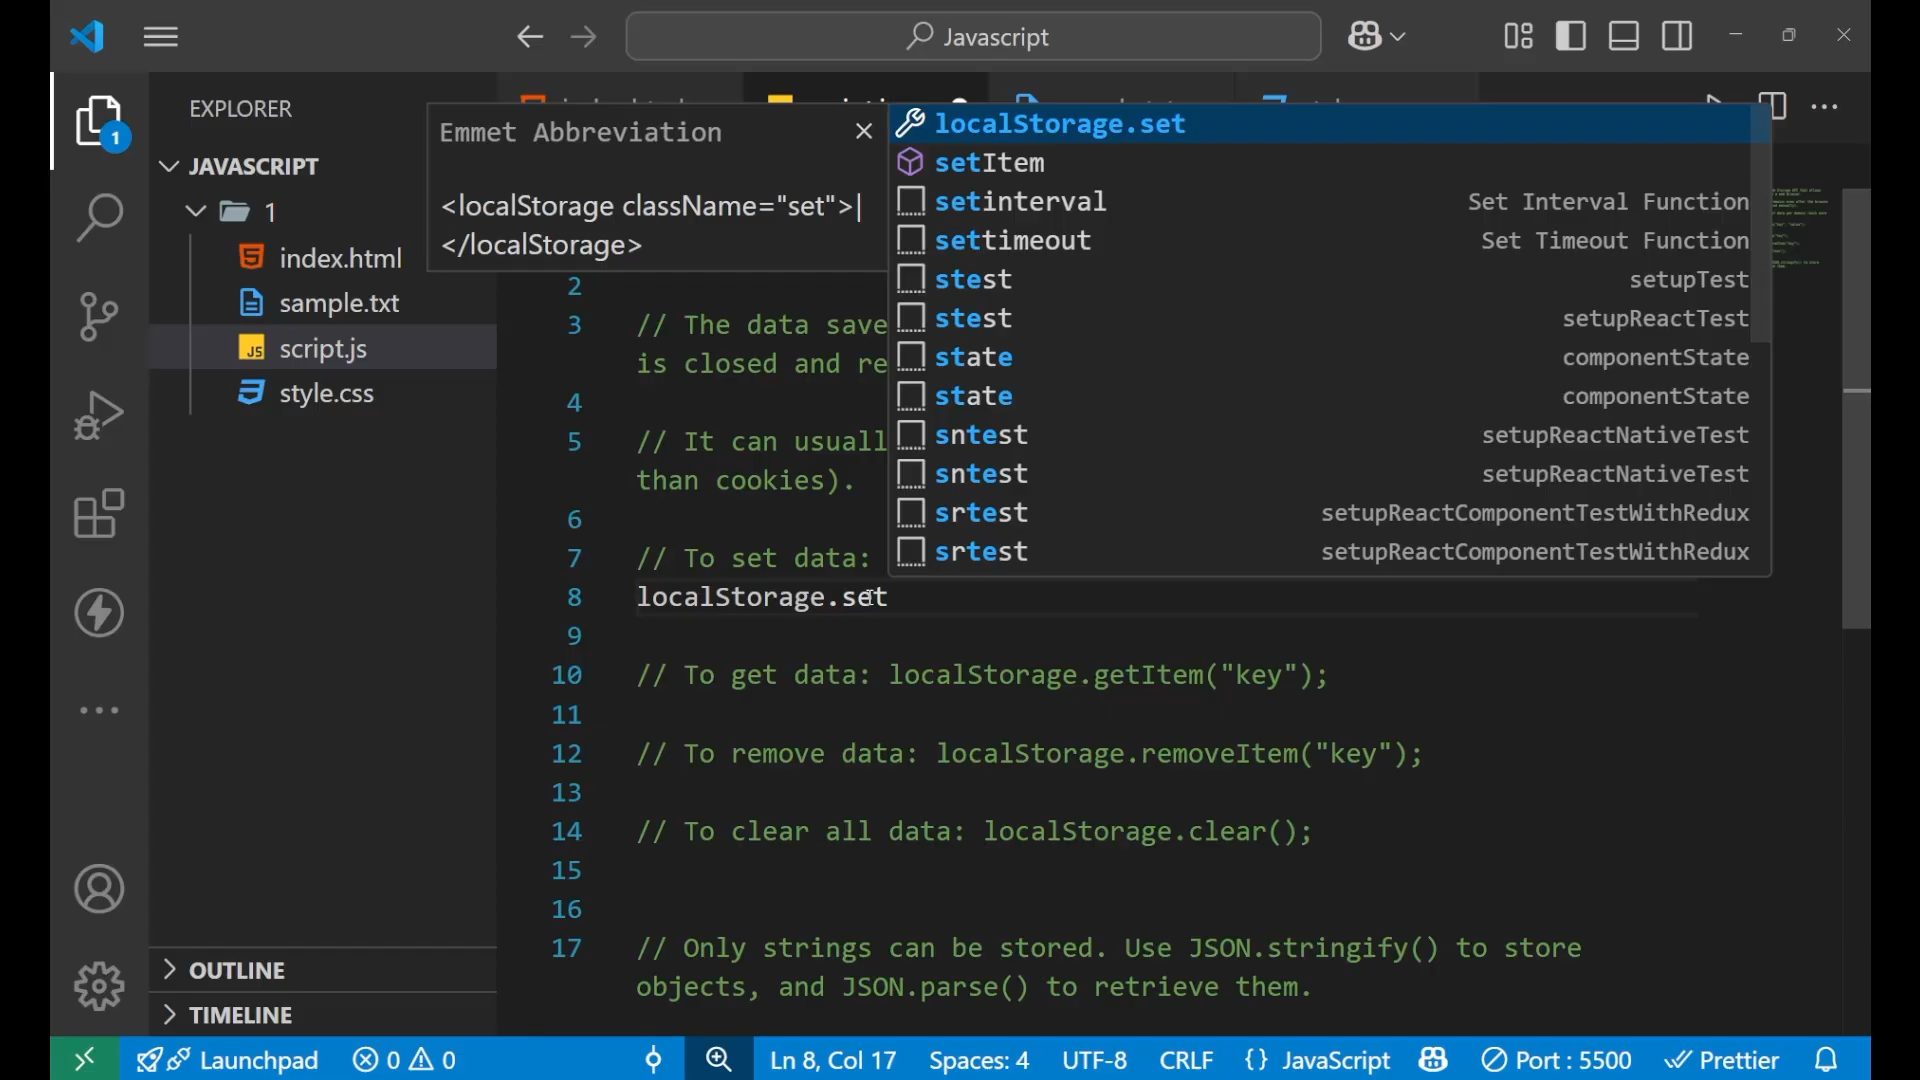 Javascript
EXPLORER
JAVASCRIPT
1
index.html
sample.txt
script.js
style.css
OUTLINE
TIMELINE
1
Emmet Abbreviation
<localStorage className="set">|
</localStorage>
localStorage.set
setItem
setinterval Set Interval Function
settimeout Set Timeout Function
stest setupTest
stest setupReactTest
state componentState
state componentState
sntest setupReactNativeTest
sntest setupReactNativeTest
srtest setupReactComponentTestWithRedux
srtest setupReactComponentTestWithRedux
2
3 // The data save
is closed and re
4
5 // It can usuall
than cookies).
6
7 // To set data:
8 localStorage.set
9
10 // To get data: localStorage.getItem("key");
11
12 // To remove data: localStorage.removeItem("key");
13
14 // To clear all data: localStorage.clear();
15
16
17 // Only strings can be stored. Use JSON.stringify() to store
objects, and JSON.parse() to retrieve them.
Launchpad 0 0 Ln 8, Col 17 Spaces: 4 UTF-8 CRLF {} JavaScript Port : 5500 Prettier